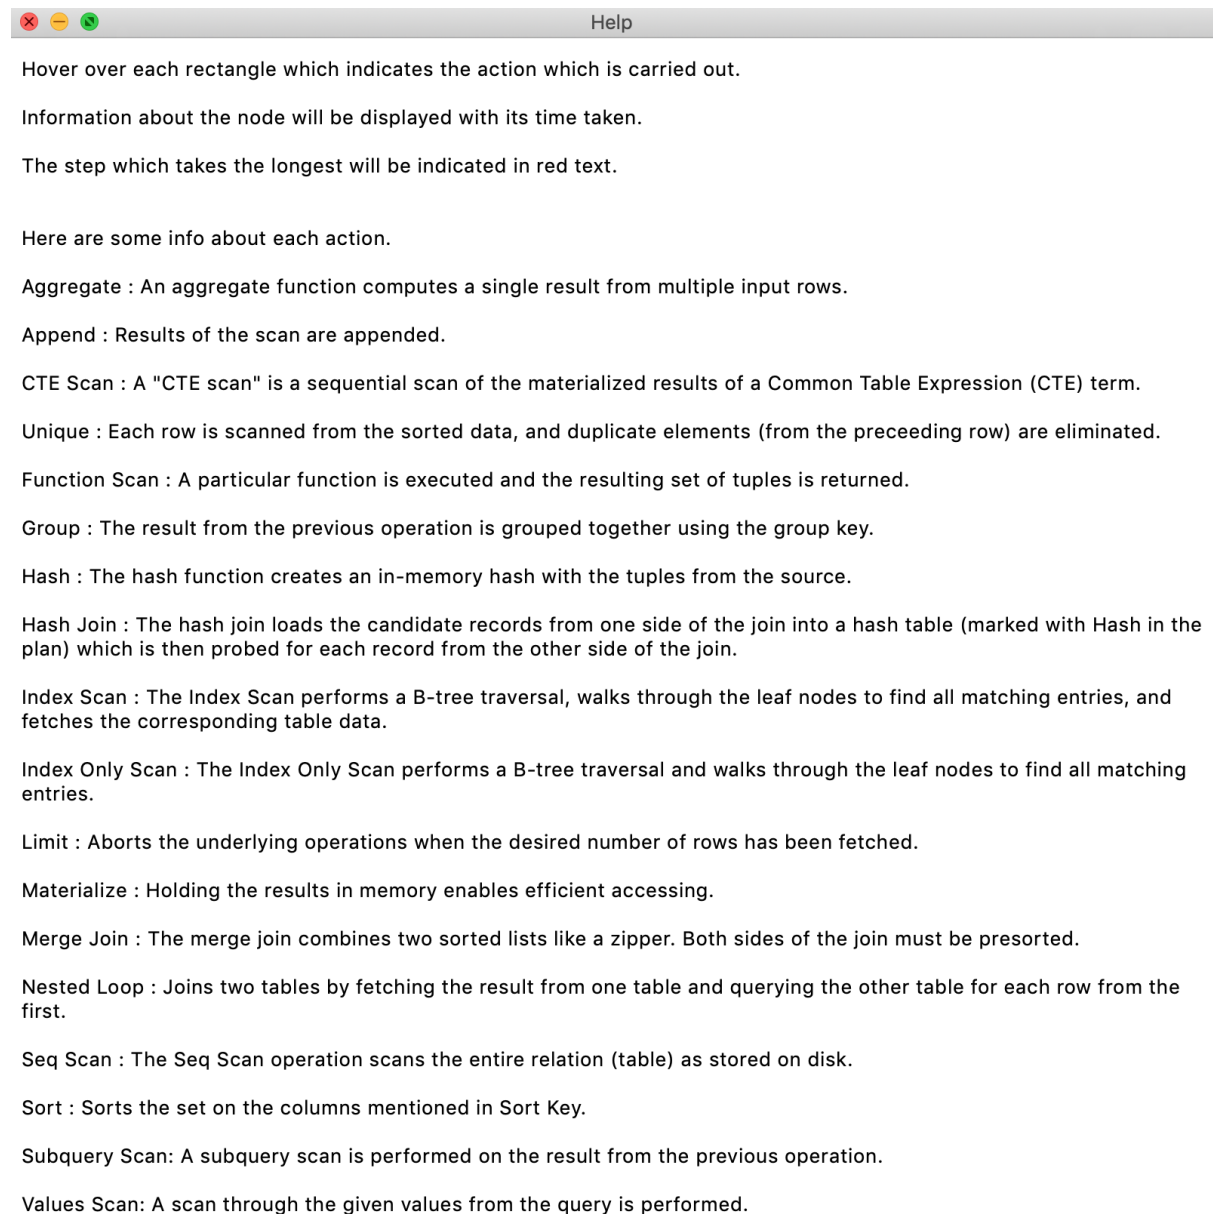 Help
Hover over each rectangle which indicates the action which is carried out.
Information about the node will be displayed with its time taken.
The step which takes the longest will be indicated in red text.
Here are some info about each action.
Aggregate : An aggregate function computes a single result from multiple input rows.
Append : Results of the scan are appended.
CTE Scan : A "CTE scan" is a sequential scan of the materialized results of a Common Table Expression (CTE) term.
Unique : Each row is scanned from the sorted data, and duplicate elements (from the preceeding row) are eliminated.
Function Scan : A particular function is executed and the resulting set of tuples is returned.
Group : The result from the previous operation is grouped together using the group key.
Hash : The hash function creates an in-memory hash with the tuples from the source.
Hash Join : The hash join loads the candidate records from one side of the join into a hash table (marked with Hash in the
plan) which is then probed for each record from the other side of the join.
Index Scan : The Index Scan performs a B-tree traversal, walks through the leaf nodes to find all matching entries, and
fetches the corresponding table data.
Index Only Scan : The Index Only Scan performs a B-tree traversal and walks through the leaf nodes to find all matching
entries.
Limit : Aborts the underlying operations when the desired number of rows has been fetched.
Materialize : Holding the results in memory enables efficient accessing.
Merge Join : The merge join combines two sorted lists like a zipper. Both sides of the join must be presorted.
Nested Loop : Joins two tables by fetching the result from one table and querying the other table for each row from the
first.
Seq Scan : The Seq Scan operation scans the entire relation (table) as stored on disk.
Sort : Sorts the set on the columns mentioned in Sort Key.
Subquery Scan: A subquery scan is performed on the result from the previous operation.
Values Scan: A scan through the given values from the query is performed.